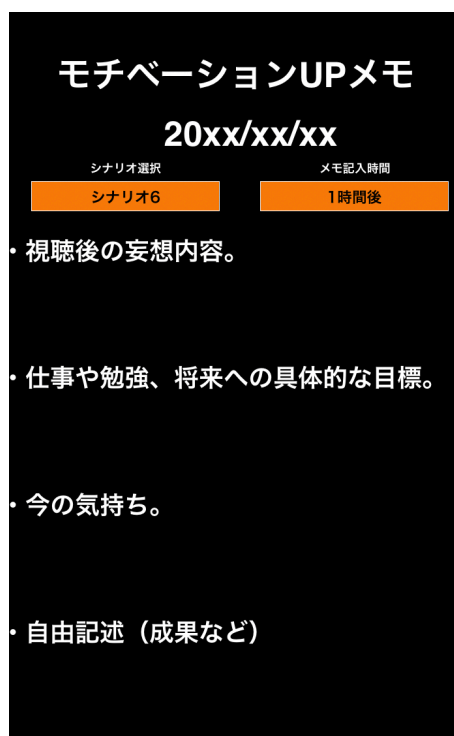 モチベーションUPメモ
20xx/xx/xx
シナリオ選択 メモ記入時間
シナリオ6 1時間後
・視聴後の妄想内容。
・仕事や勉強、将来への具体的な目標。
・今の気持ち。
・自由記述（成果など）